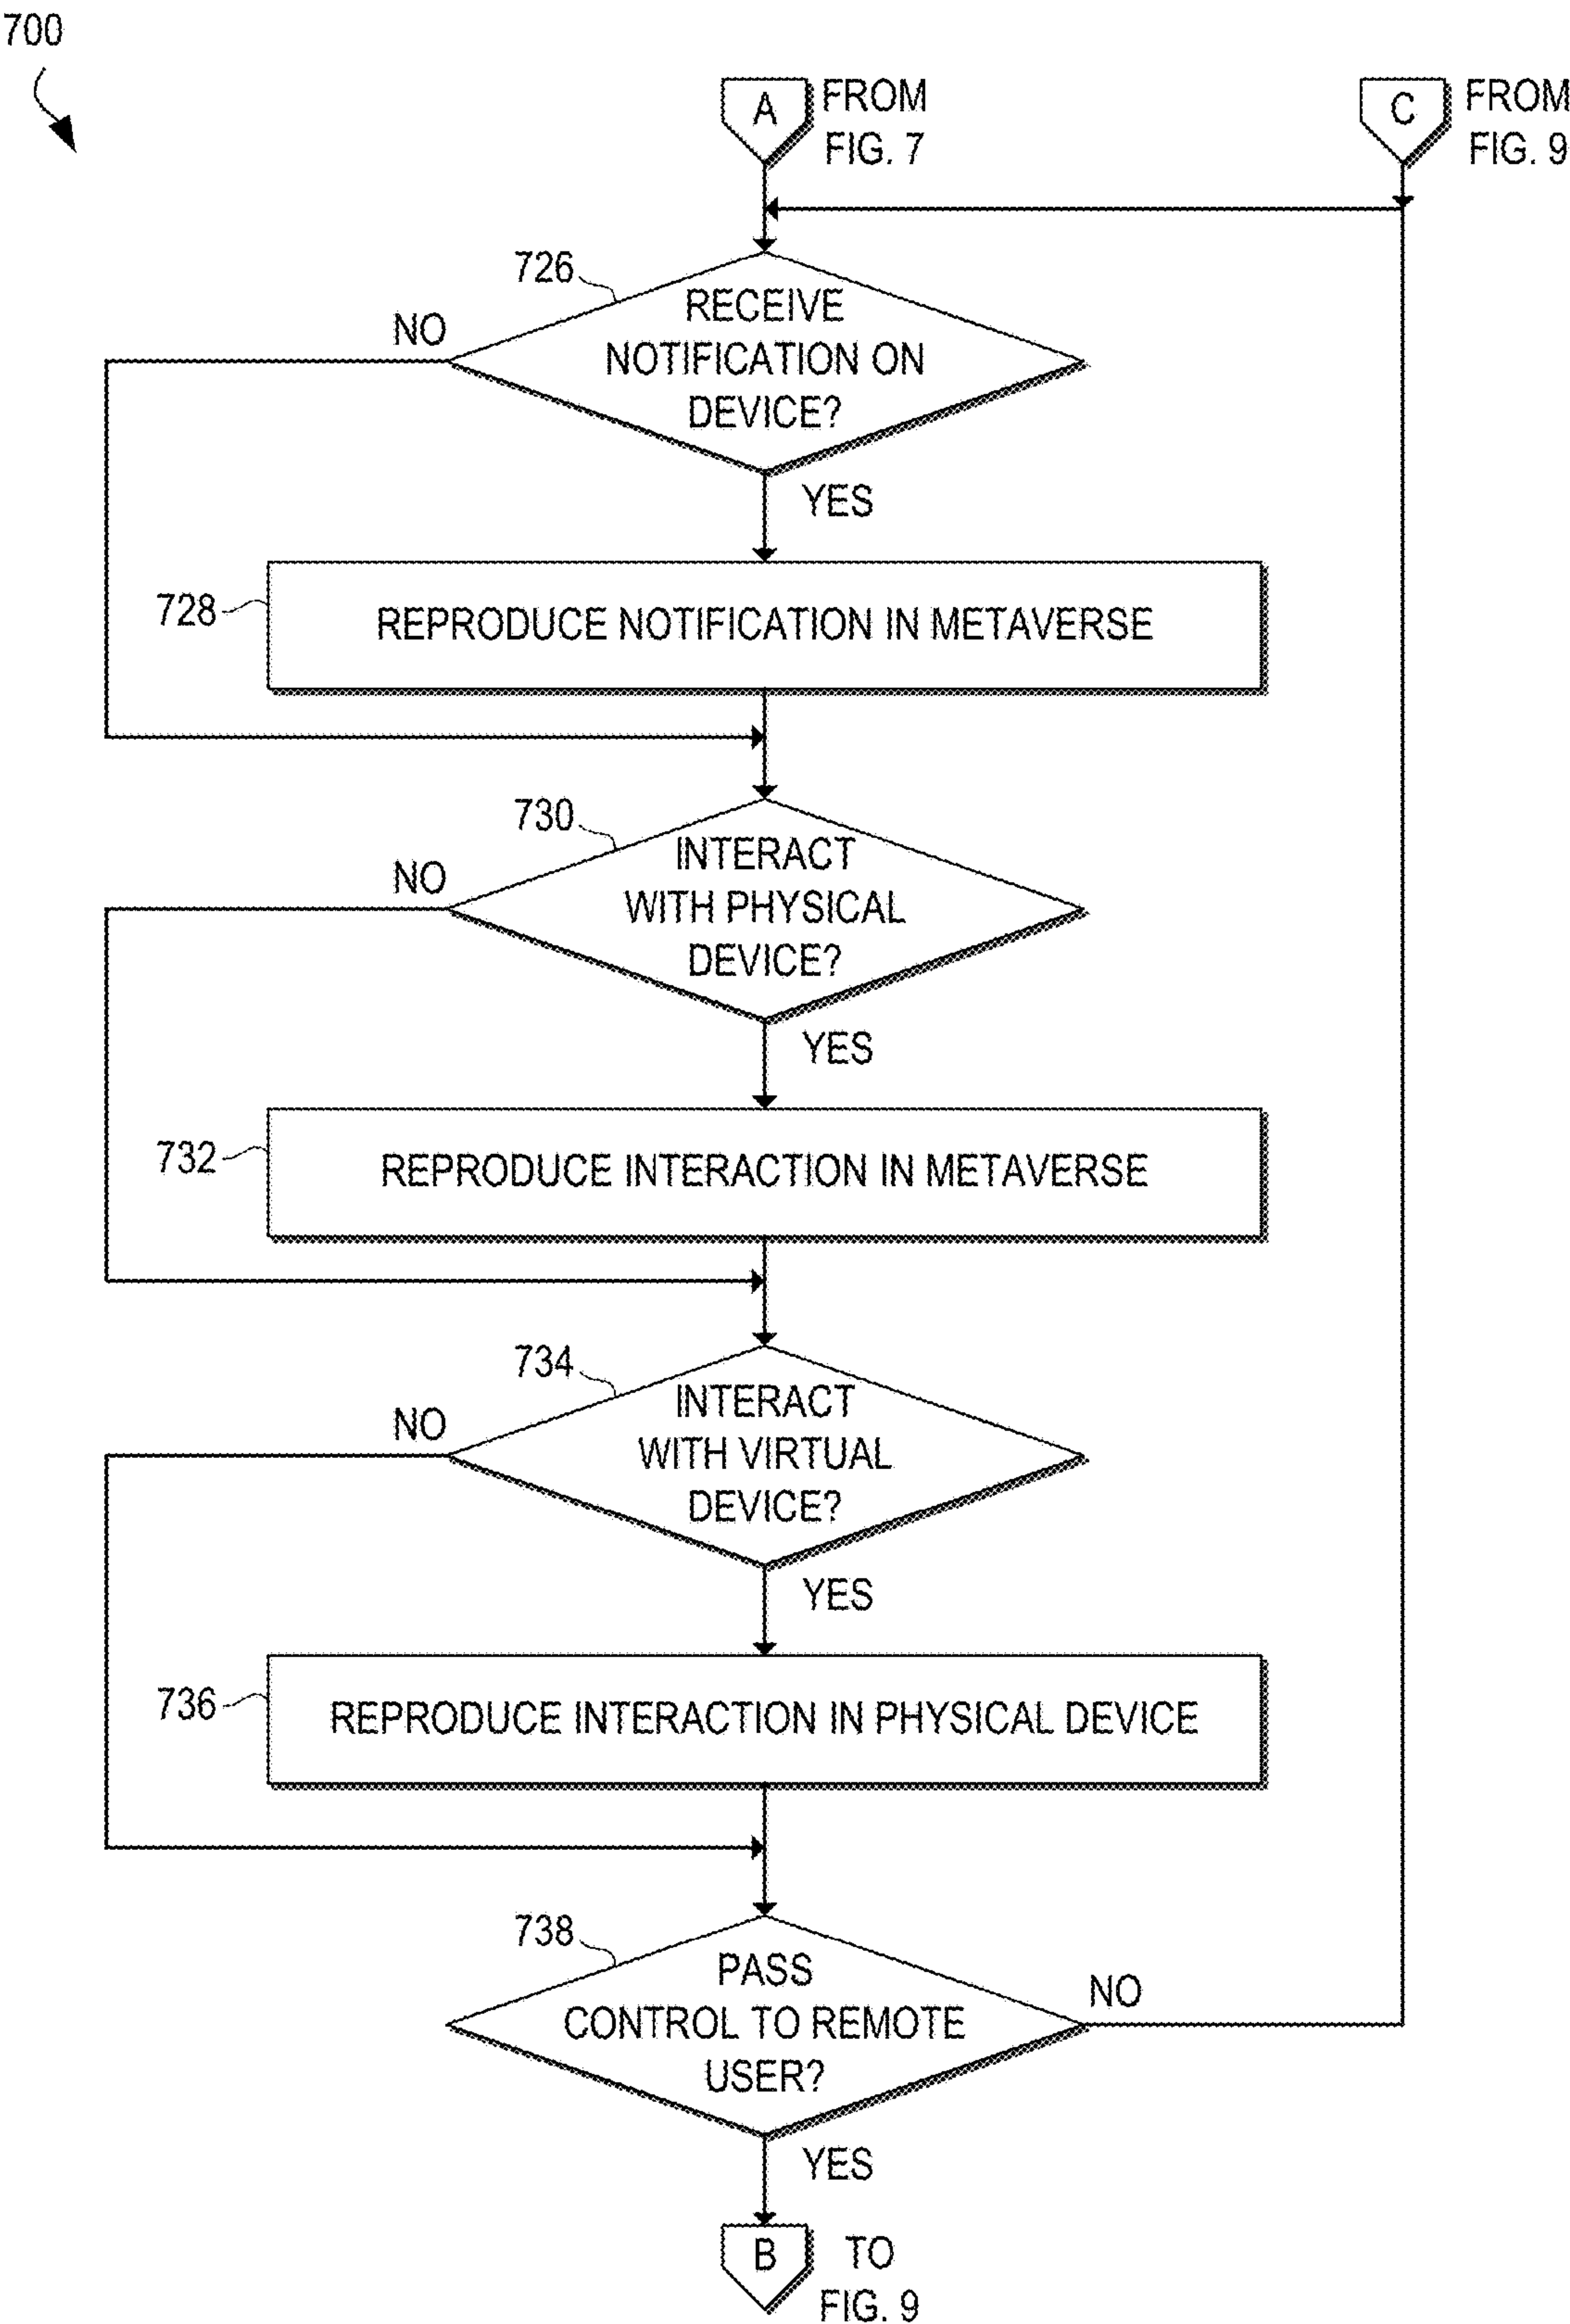 700
A
FROM
FIG. 7
C
FROM
FIG. 9
726
RECEIVE
NOTIFICATION ON
DEVICE?
NO
YES
728
REPRODUCE NOTIFICATION IN METAVERSE
730
INTERACT
WITH PHYSICAL
DEVICE?
NO
YES
732
REPRODUCE INTERACTION IN METAVERSE
734
INTERACT
WITH VIRTUAL
DEVICE?
NO
YES
736
REPRODUCE INTERACTION IN PHYSICAL DEVICE
738
PASS
CONTROL TO REMOTE
USER?
NO
YES
B
TO
FIG. 9